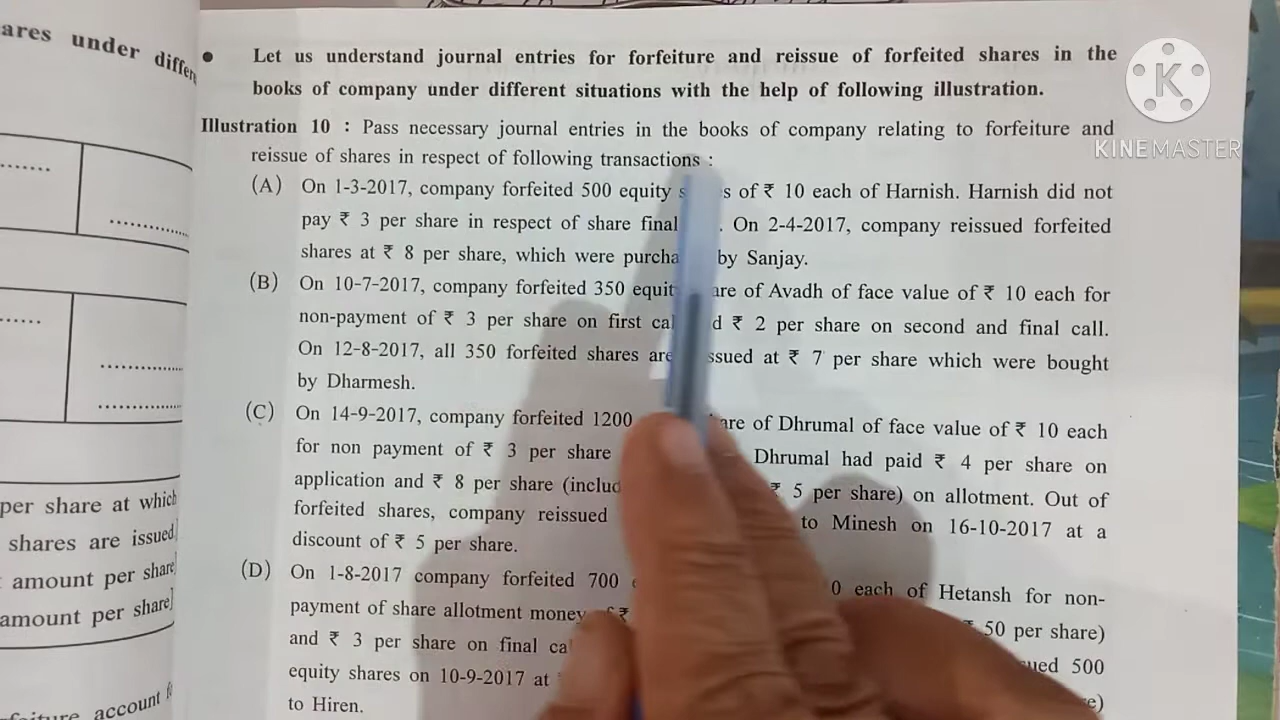 ares under differ
• Let us understand journal entries for forfeiture and reissue of forfeited shares in the
books of company under different situations with the help of following illustration.
Illustration 10 : Pass necessary journal entries in the books of company relating to forfeiture and
reissue of shares in respect of following transactions :
(A) On 1-3-2017, company forfeited 500 equity s s of ₹ 10 each of Harnish. Harnish did not
pay ₹ 3 per share in respect of share final . On 2-4-2017, company reissued forfeited
shares at ₹ 8 per share, which were purcha by Sanjay.
(B) On 10-7-2017, company forfeited 350 equit are of Avadh of face value of ₹ 10 each for
non-payment of ₹ 3 per share on first cal d ₹ 2 per share on second and final call.
On 12-8-2017, all 350 forfeited shares are issued at ₹ 7 per share which were bought
by Dharmesh.
(C) On 14-9-2017, company forfeited 1200 are of Dhrumal of face value of ₹ 10 each
for non payment of ₹ 3 per share Dhrumal had paid ₹ 4 per share on
application and ₹ 8 per share (includ ₹ 5 per share) on allotment. Out of
forfeited shares, company reissued to Minesh on 16-10-2017 at a
discount of ₹ 5 per share.
(D) On 1-8-2017 company forfeited 700 0 each of Hetansh for non-
payment of share allotment money of ₹ 50 per share)
and ₹ 3 per share on final ca ued 500
equity shares on 10-9-2017 at e)
to Hiren.
per share at which
shares are issued
amount per share]
amount per share]
feiture account f
KINEMASTER